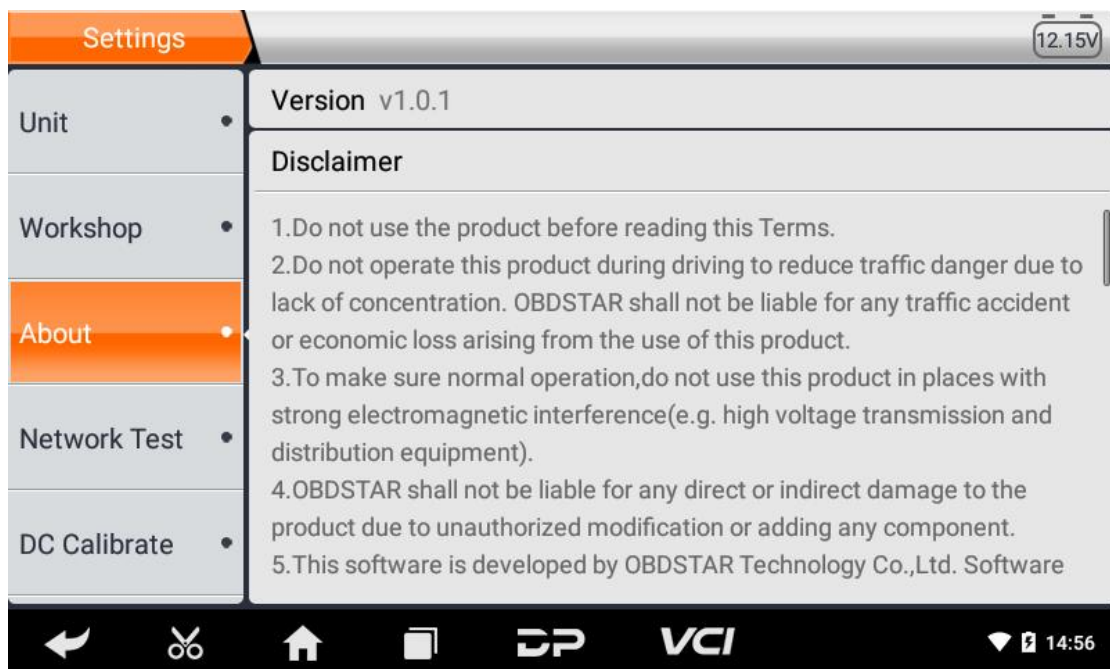 Settings
12.15V
Unit
Workshop
About
Network Test
DC Calibrate
Version v1.0.1
Disclaimer
1.Do not use the product before reading this Terms.
2.Do not operate this product during driving to reduce traffic danger due to
lack of concentration. OBDSTAR shall not be liable for any traffic accident
or economic loss arising from the use of this product.
3.To make sure normal operation,do not use this product in places with
strong electromagnetic interference(e.g. high voltage transmission and
distribution equipment).
4.OBDSTAR shall not be liable for any direct or indirect damage to the
product due to unauthorized modification or adding any component.
5.This software is developed by OBDSTAR Technology Co.,Ltd. Software
DP
VCI
14:56